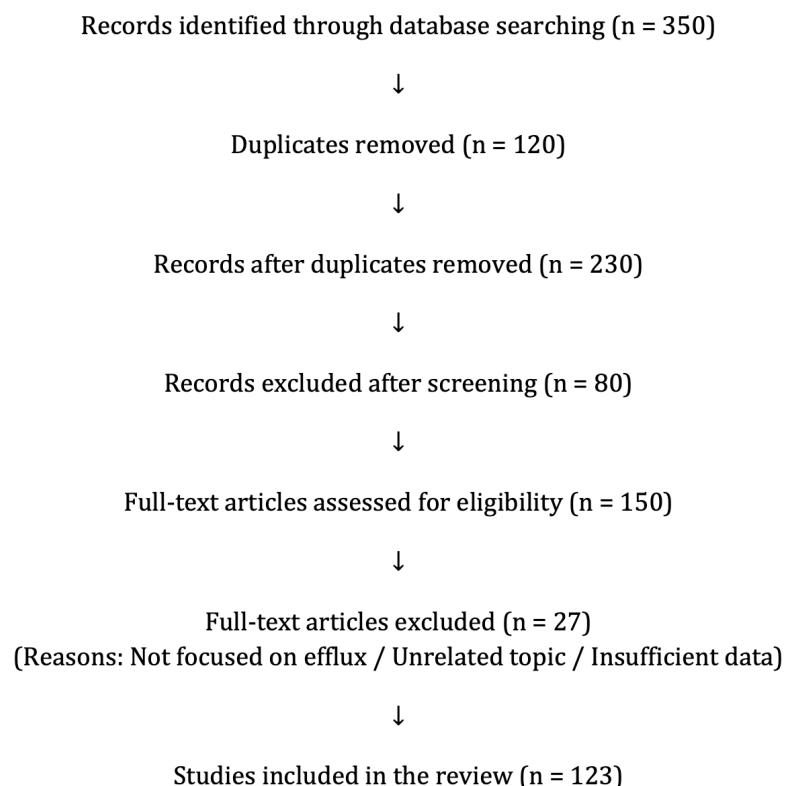 Records identified through database searching (n = 350)
↓
Duplicates removed (n = 120)
↓
Records after duplicates removed (n = 230)
↓
Records excluded after screening (n = 80)
↓
Full-text articles assessed for eligibility (n = 150)
↓
Full-text articles excluded (n = 27)
(Reasons: Not focused on efflux / Unrelated topic / Insufficient data)
↓
Studies included in the review (n = 123)